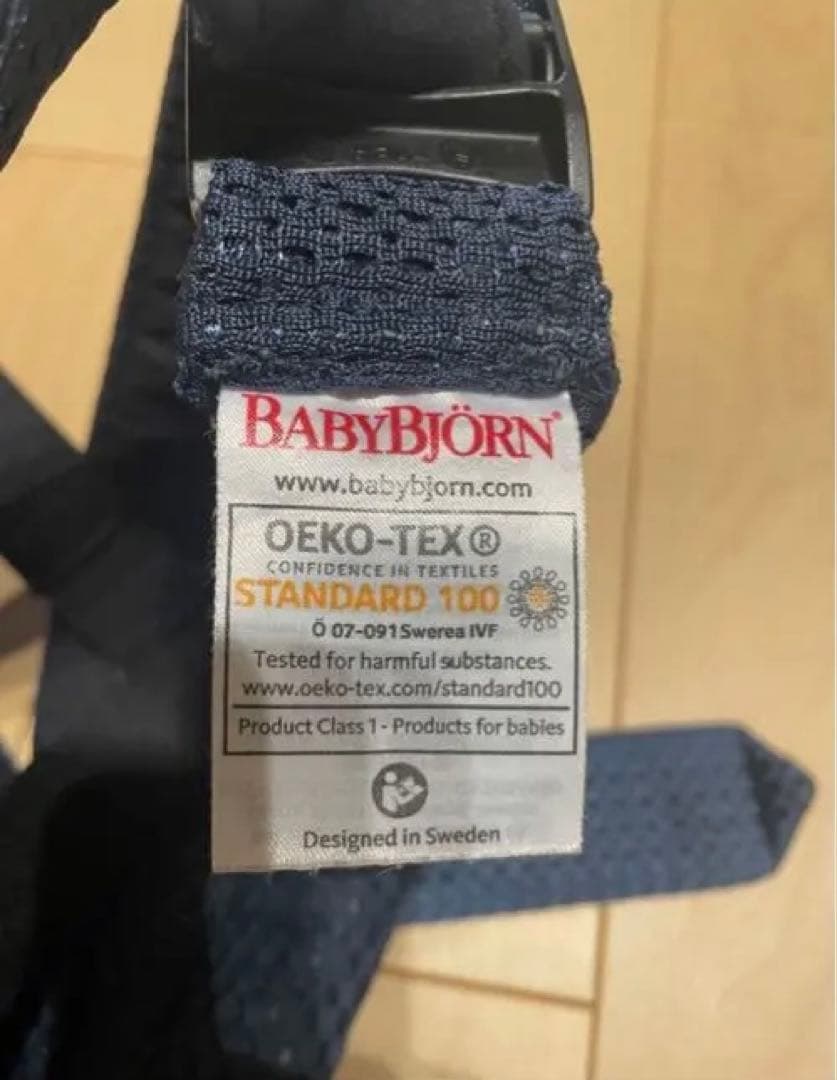 BABYBJÖRN®
www.babybjorn.com
OEKO-TEX®
CONFIDENCE IN TEXTILES
STANDARD 100
Ö 07-091 Swerea IVF
Tested for harmful substances.
www.oeko-tex.com/standard100
Product Class 1 - Products for babies
Designed in Sweden